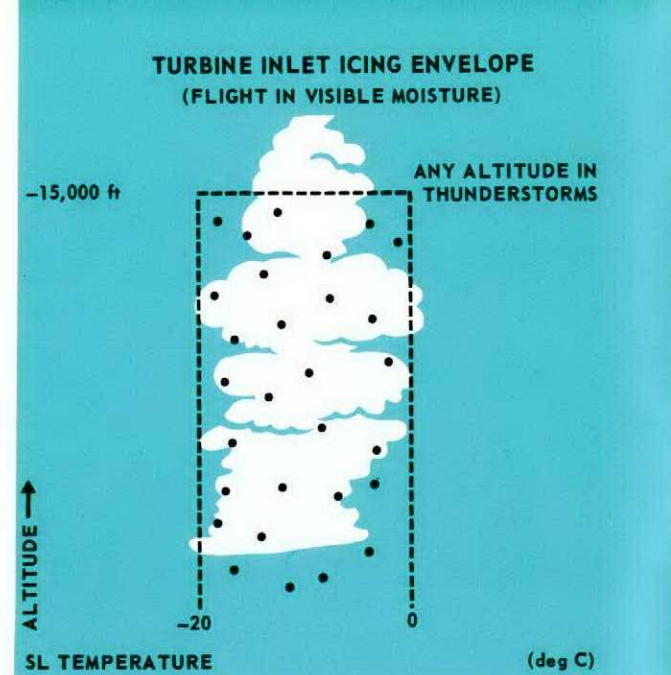 TURBINE INLET ICING ENVELOPE
(FLIGHT IN VISIBLE MOISTURE)
ANY ALTITUDE IN
THUNDERSTORMS
–15,000 ft
ALTITUDE →
–20
0
SL TEMPERATURE
(deg C)